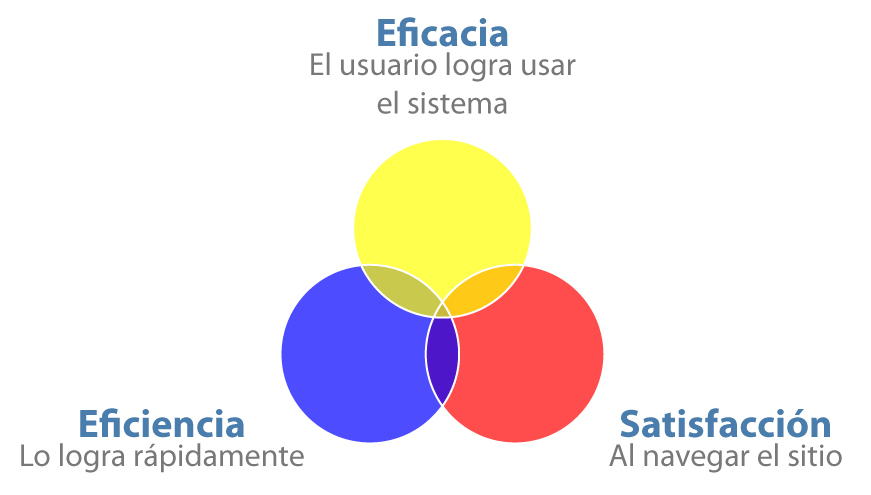 Eficacia
El usuario logra usar
el sistema
Eficiencia
Lo logra rápidamente
Satisfacción
Al navegar el sitio